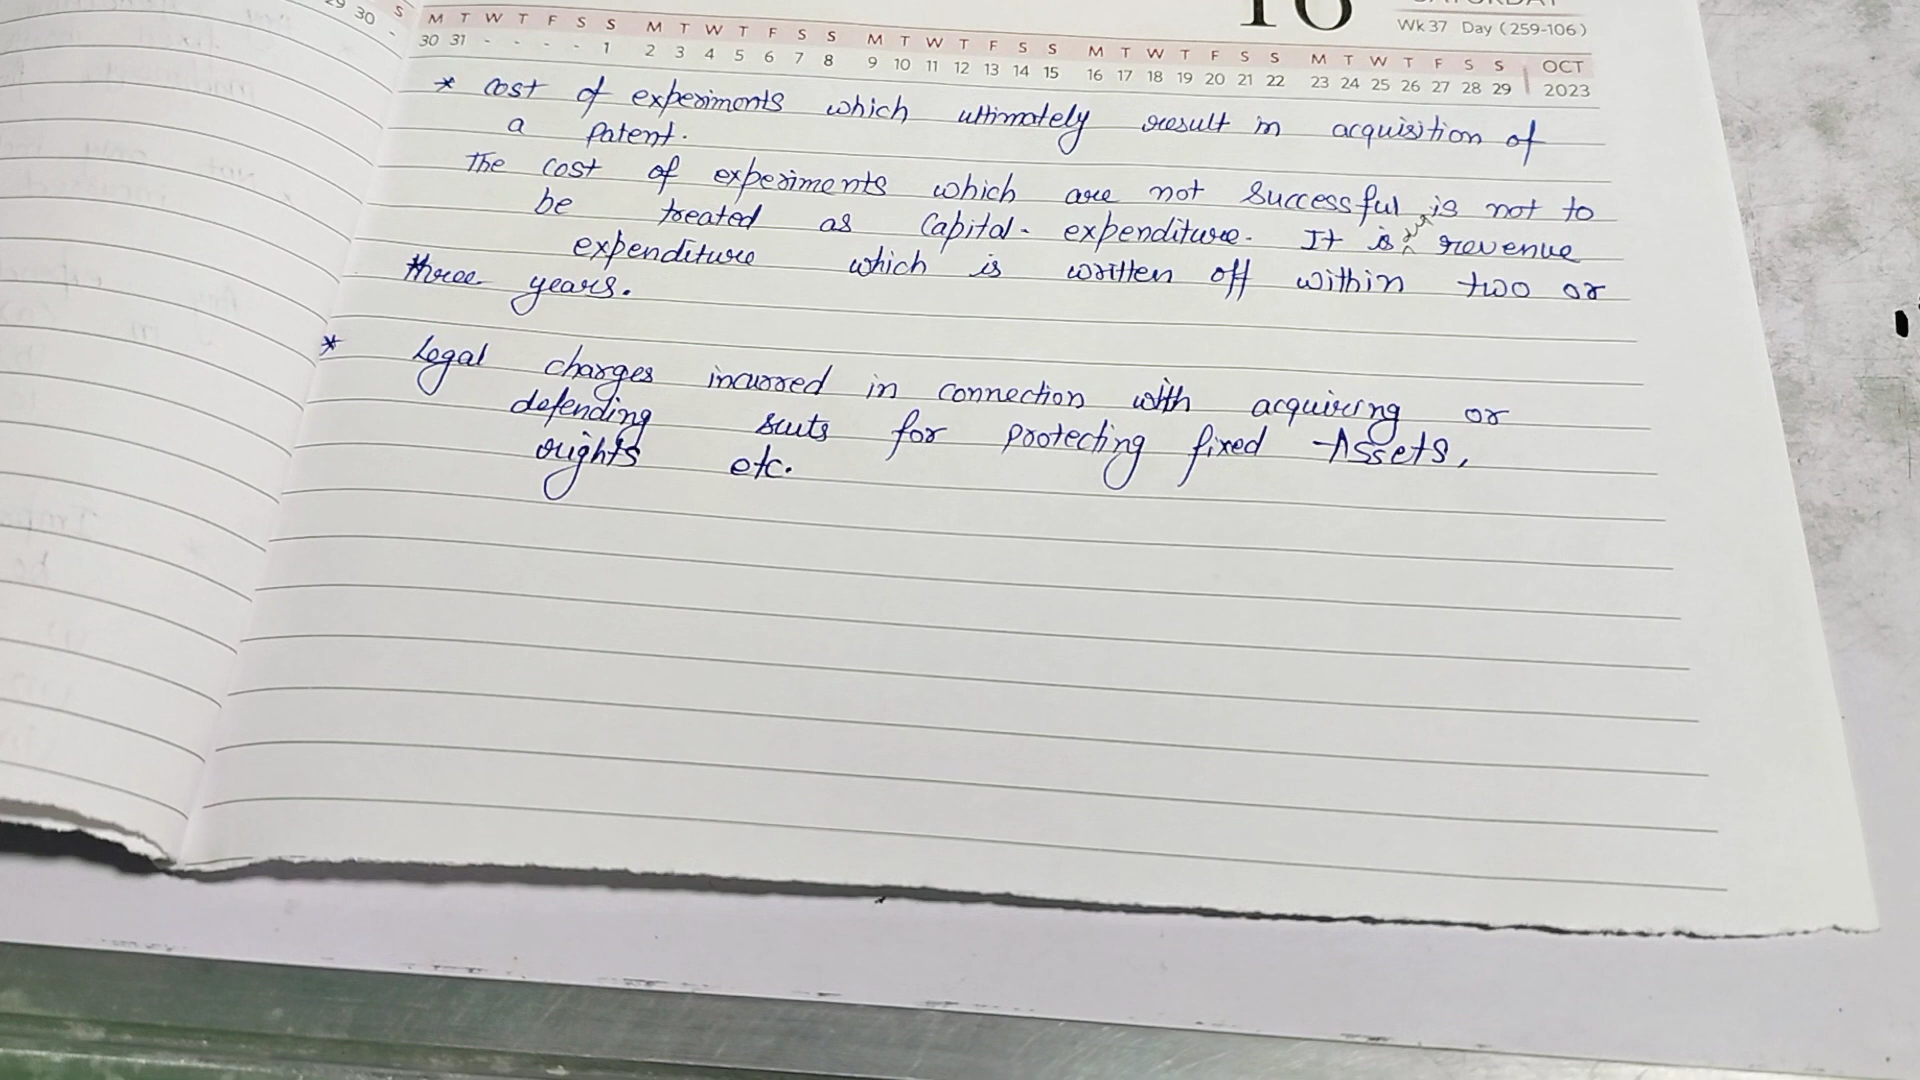 29 30 S -
16 SATURDAY
Wk 37 Day (259-106)
M T W T F S S M T W T F S S M T W T F S S M T W T F S S M T W T F S S OCT
30 31 - - - - 1 2 3 4 5 6 7 8 9 10 11 12 13 14 15 16 17 18 19 20 21 22 23 24 25 26 27 28 29 2023
* cost of experiments which ultimately result in acquisition of
a Patent.
The cost of experiments which are not Successful is not to
be treated as Capital- expenditure. It is revenue
expenditure which is written off within two or
three years.
* Legal charges incurred in connection with acquiring or
defending suits for protecting fixed Assets,
rights etc.